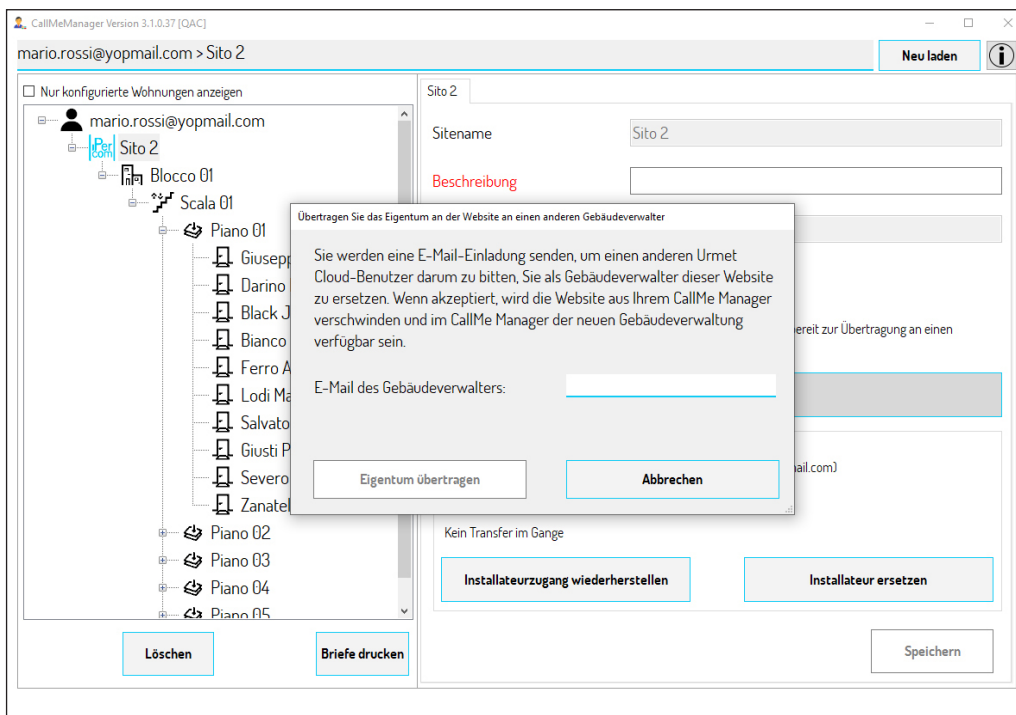 CallMeManager Version 3.1.0.37 [QAC]
mario.rossi@yopmail.com > Sito 2
Neu laden
Nur konfigurierte Wohnungen anzeigen
mario.rossi@yopmail.com
iPer com
Sito 2
Blocco 01
Scala 01
Piano 01
Giusepp
Darino
Black J
Bianco
Ferro A
Lodi Ma
Salvato
Giusti P
Severo
Zanatel
Piano 02
Piano 03
Piano 04
Piano 05
Löschen
Briefe drucken
Sito 2
Sitename
Sito 2
Beschreibung
Übertragen Sie das Eigentum an der Website an einen anderen Gebäudeverwalter
Sie werden eine E-Mail-Einladung senden, um einen anderen Urmet
Cloud-Benutzer darum zu bitten, Sie als Gebäudeverwalter dieser Website
zu ersetzen. Wenn akzeptiert, wird die Website aus Ihrem CallMe Manager
verschwinden und im CallMe Manager der neuen Gebäudeverwaltung
verfügbar sein.
E-Mail des Gebäudeverwalters:
Eigentum übertragen
Abbrechen
ereit zur Übertragung an einen
ail.com)
Kein Transfer im Gange
Installateurzugang wiederherstellen
Installateur ersetzen
Speichern